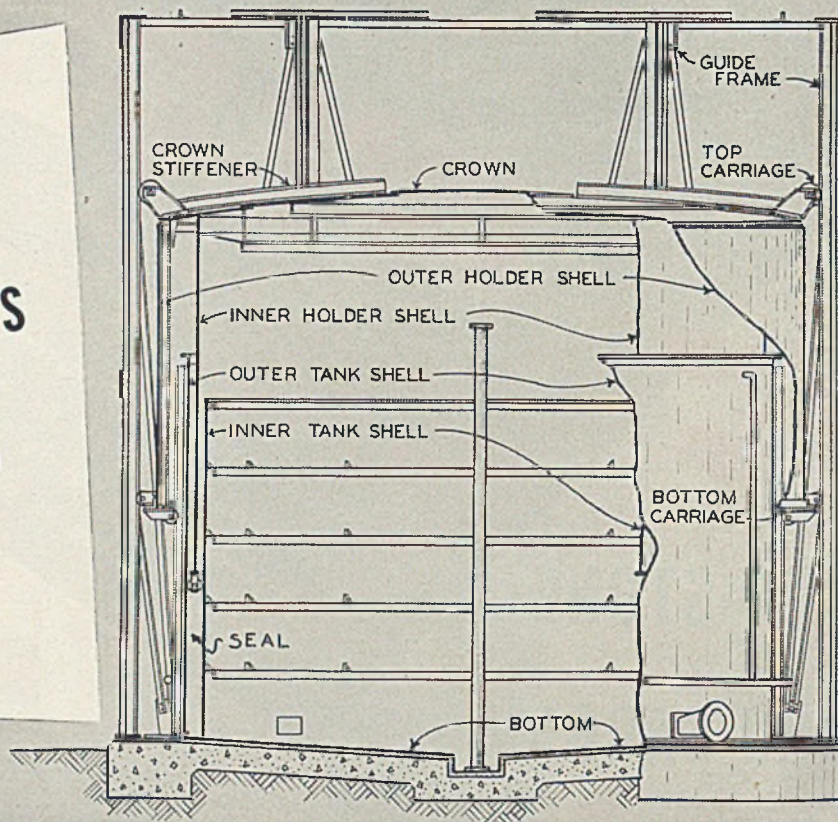 S
GUIDE
FRAME
CROWN
STIFFENER
CROWN
TOP
CARRIAGE
OUTER HOLDER SHELL
INNER HOLDER SHELL
OUTER TANK SHELL
INNER TANK SHELL
BOTTOM
CARRIAGE
SEAL
BOTTOM